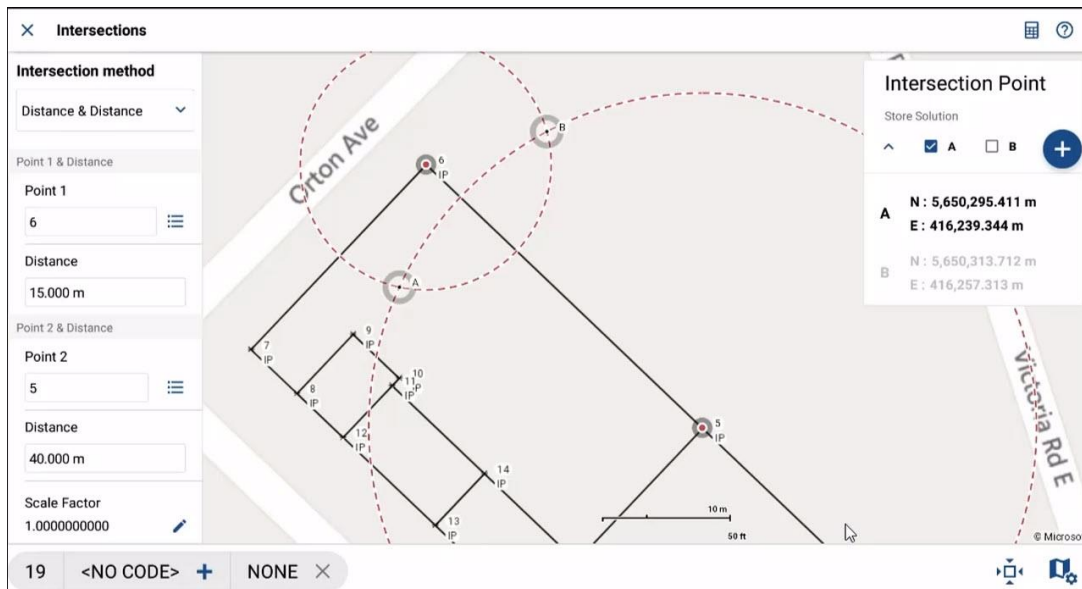 Intersections
Intersection method
Distance & Distance
Point 1 & Distance
Point 1
6
Distance
15.000 m
Point 2 & Distance
Point 2
5
Distance
40.000 m
Scale Factor
1.0000000000
Orton Ave
B
6
IP
A
7
IP
9
IP
8
IP
10
11
IP
12
IP
14
IP
13
IP
5
IP
10 m
50 ft
Victoria Rd E
© Microso
Intersection Point
Store Solution
A
B
A
N : 5,650,295.411 m
E : 416,239.344 m
B
N : 5,650,313.712 m
E : 416,257.313 m
19
<NO CODE>
NONE